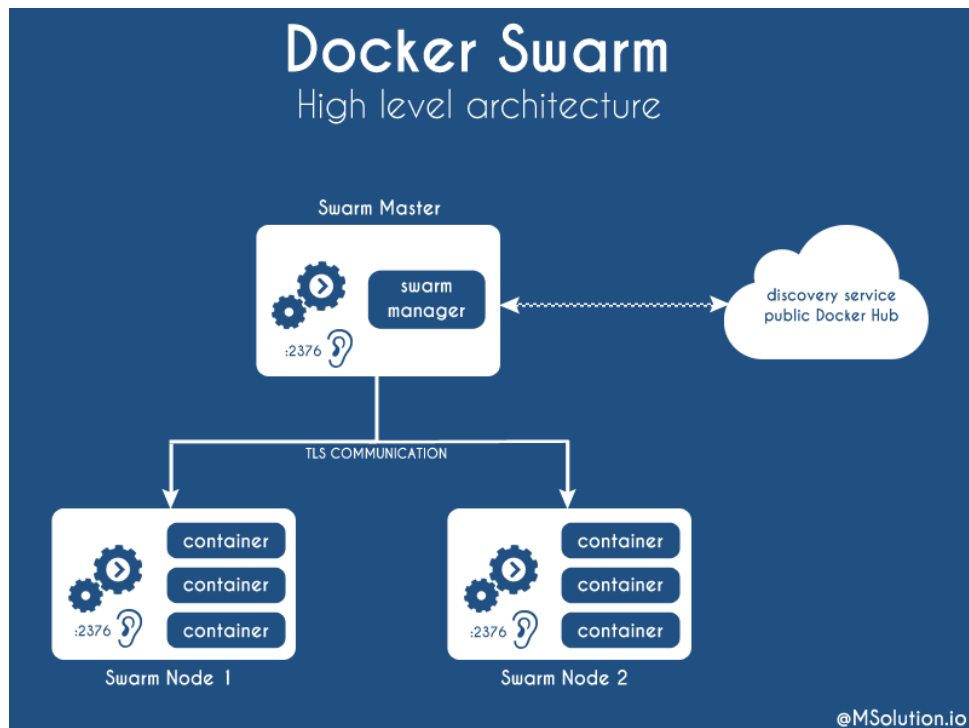 Docker Swarm
High level architecture
Swarm Master
swarm
manager
:2376
discovery service
public Docker Hub
TLS COMMUNICATION
container
container
container
:2376
Swarm Node 1
container
container
container
:2376
Swarm Node 2
@MSolution.io